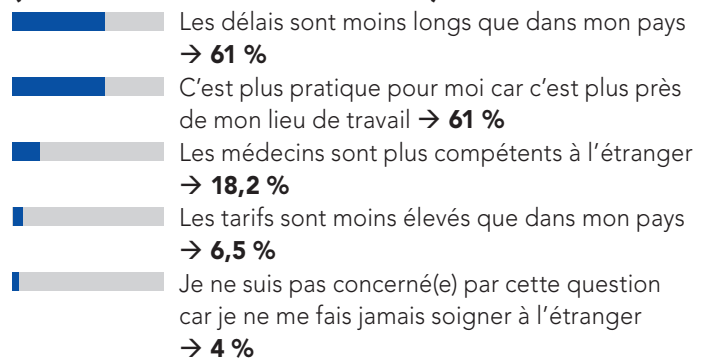 Les délais sont moins longs que dans mon pays
→ 61 %
C’est plus pratique pour moi car c’est plus près
de mon lieu de travail → 61 %
Les médecins sont plus compétents à l’étranger
→ 18,2 %
Les tarifs sont moins élevés que dans mon pays
→ 6,5 %
Je ne suis pas concerné(e) par cette question
car je ne me fais jamais soigner à l’étranger
→ 4 %